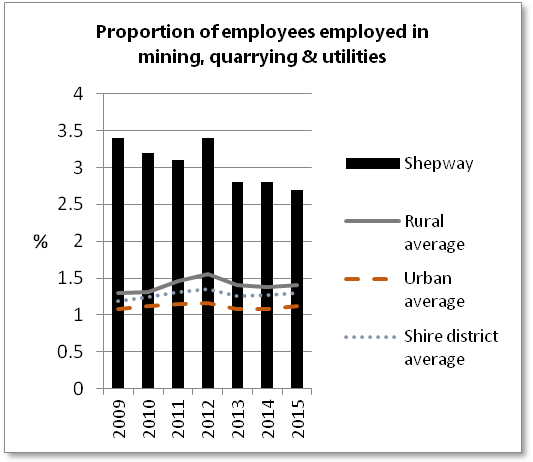 Proportion of employees employed in
mining, quarrying & utilities
4
3.5
3
2.5
2
1.5
1
0.5
0
%
2009
2010
2011
2012
2013
2014
2015
Shepway
Rural
average
Urban
average
Shire district
average